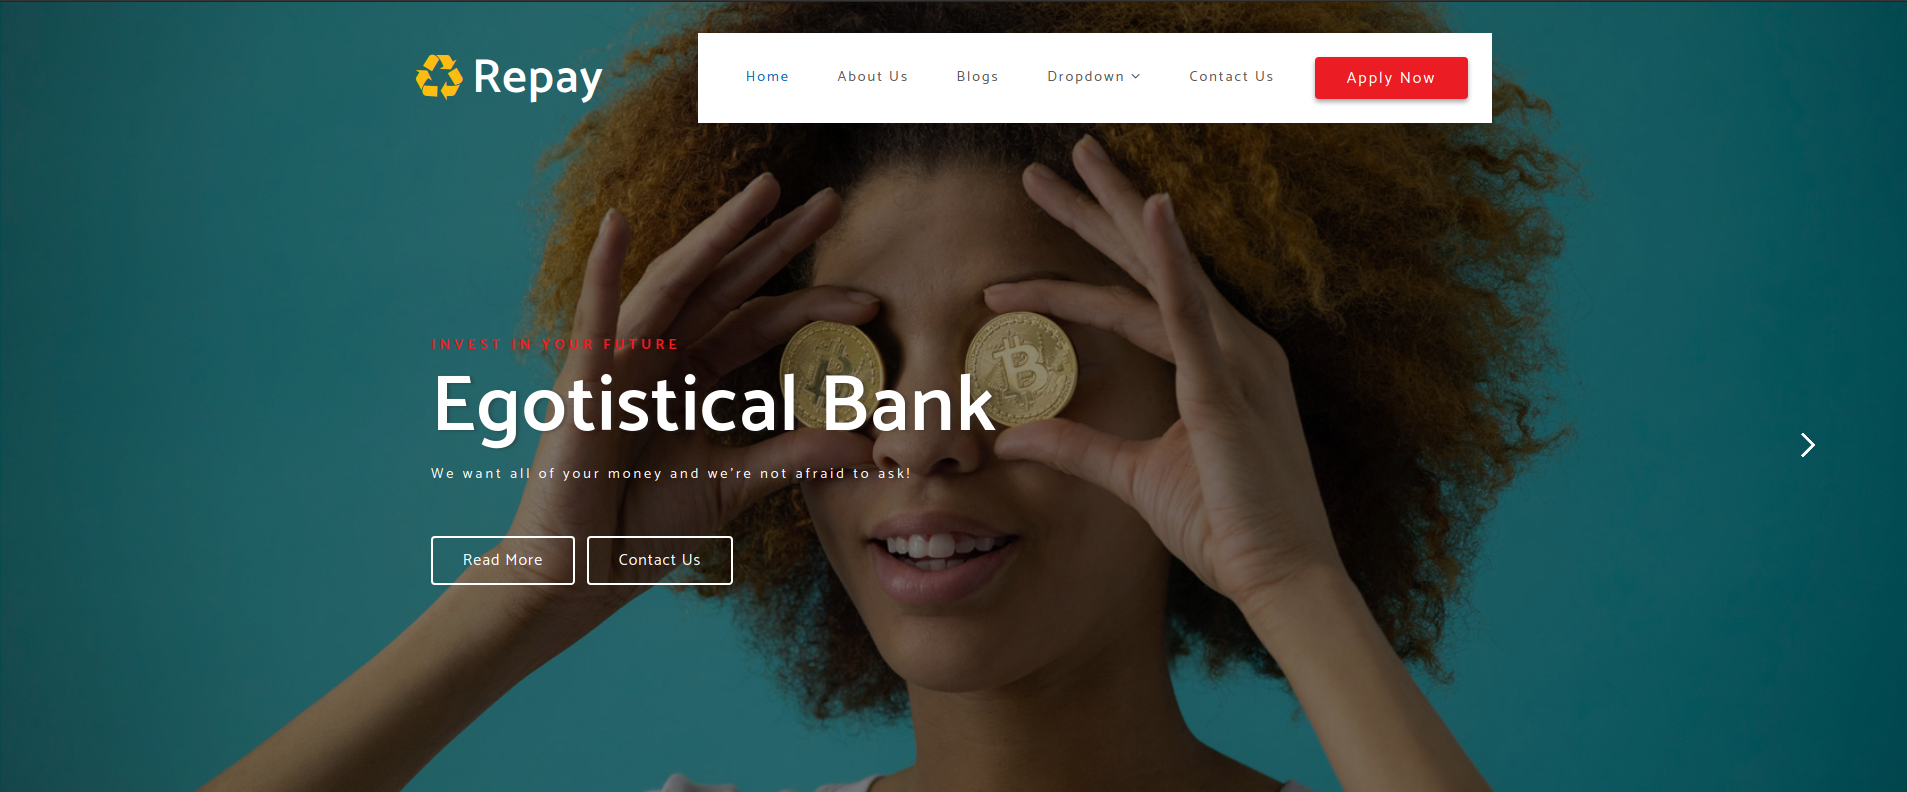 Repay
Home About Us Blogs Dropdown Contact Us Apply Now
INVEST IN YOUR FUTURE
Egotistical Bank
We want all of your money and we're not afraid to ask!
Read More Contact Us